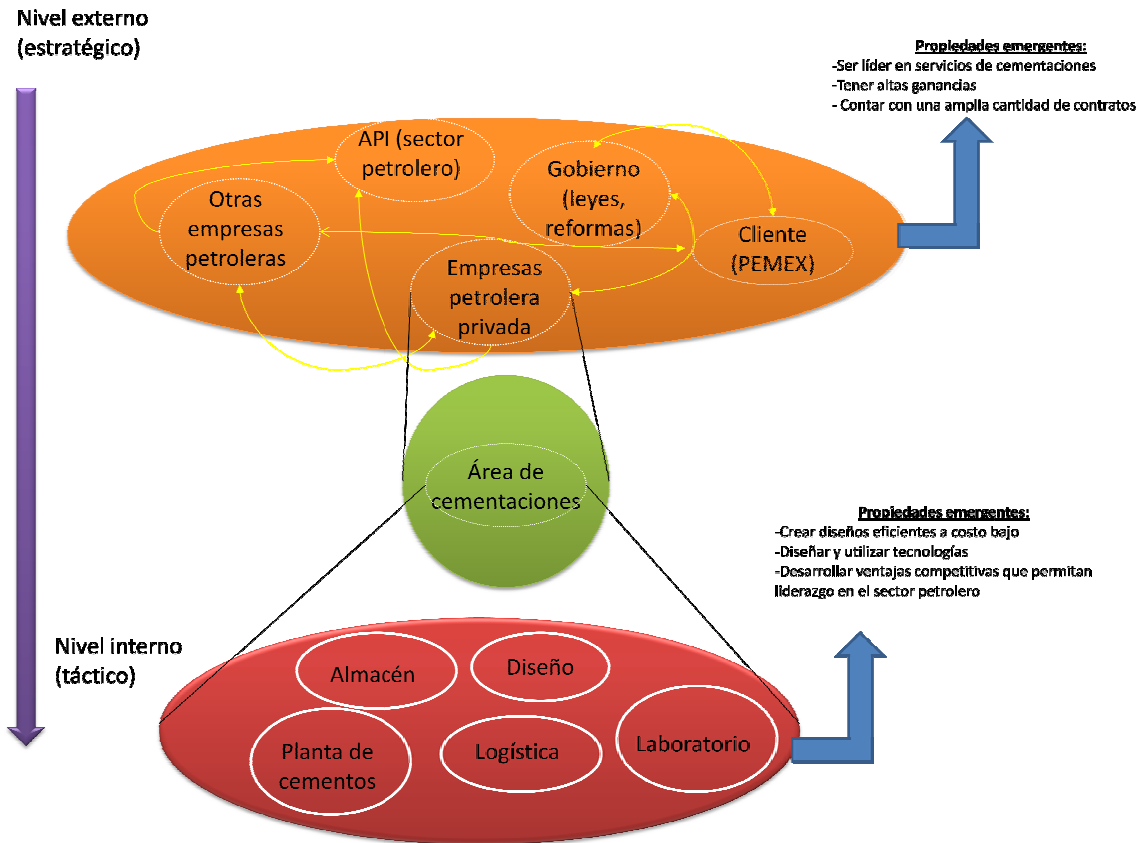 Nivel externo
(estratégico)
Propiedades emergentes:
-Ser líder en servicios de cementaciones
-Tener altas ganancias
- Contar con una amplia cantidad de contratos
API (sector
petrolero)
Gobierno
(leyes,
reformas)
Otras
empresas
petroleras
Cliente
(PEMEX)
Empresas
petrolera
privada
Área de
cementaciones
Propiedades emergentes:
-Crear diseños eficientes a costo bajo
-Diseñar y utilizar tecnologías
-Desarrollar ventajas competitivas que permitan
liderazgo en el sector petrolero
Nivel interno
(táctico)
Almacén
Diseño
Planta de
cementos
Logística
Laboratorio